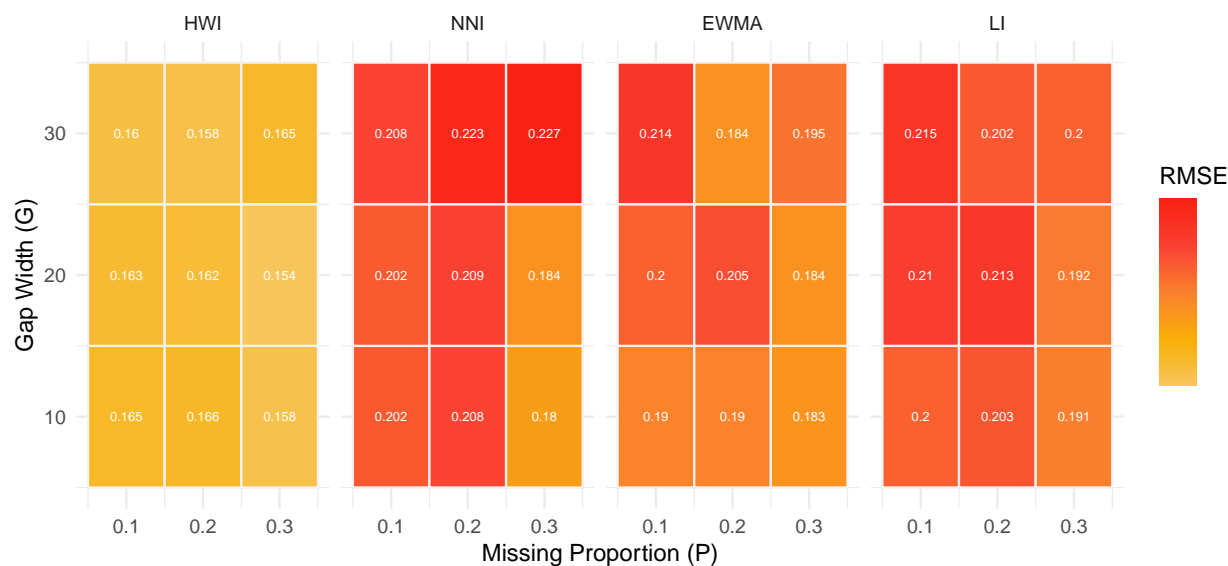 HWI NNI EWMA LI
30 0.16 0.158 0.165 0.208 0.223 0.227 0.214 0.184 0.195 0.215 0.202 0.2
RMSE
20 0.163 0.162 0.154 0.202 0.209 0.184 0.2 0.205 0.184 0.21 0.213 0.192
Gap Width (G)
10 0.165 0.166 0.158 0.202 0.208 0.18 0.19 0.19 0.183 0.2 0.203 0.191
0.1 0.2 0.3 0.1 0.2 0.3 0.1 0.2 0.3 0.1 0.2 0.3
Missing Proportion (P)